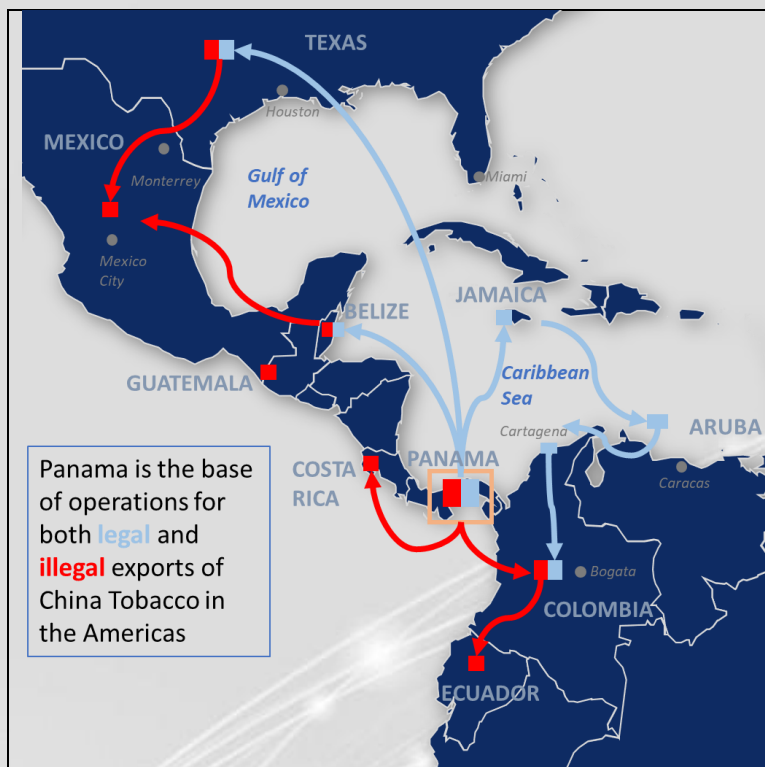 TEXAS
Houston
MEXICO
Monterrey
Gulf of
Mexico
Miami
Mexico
City
JAMAICA
BELIZE
Caribbean
Sea
GUATEMALA
Cartagena
ARUBA
COSTA
RICA
PANAMA
Caracas
Panama is the base
of operations for
both legal and
illegal exports of
China Tobacco in
the Americas
Bogata
COLOMBIA
ECUADOR